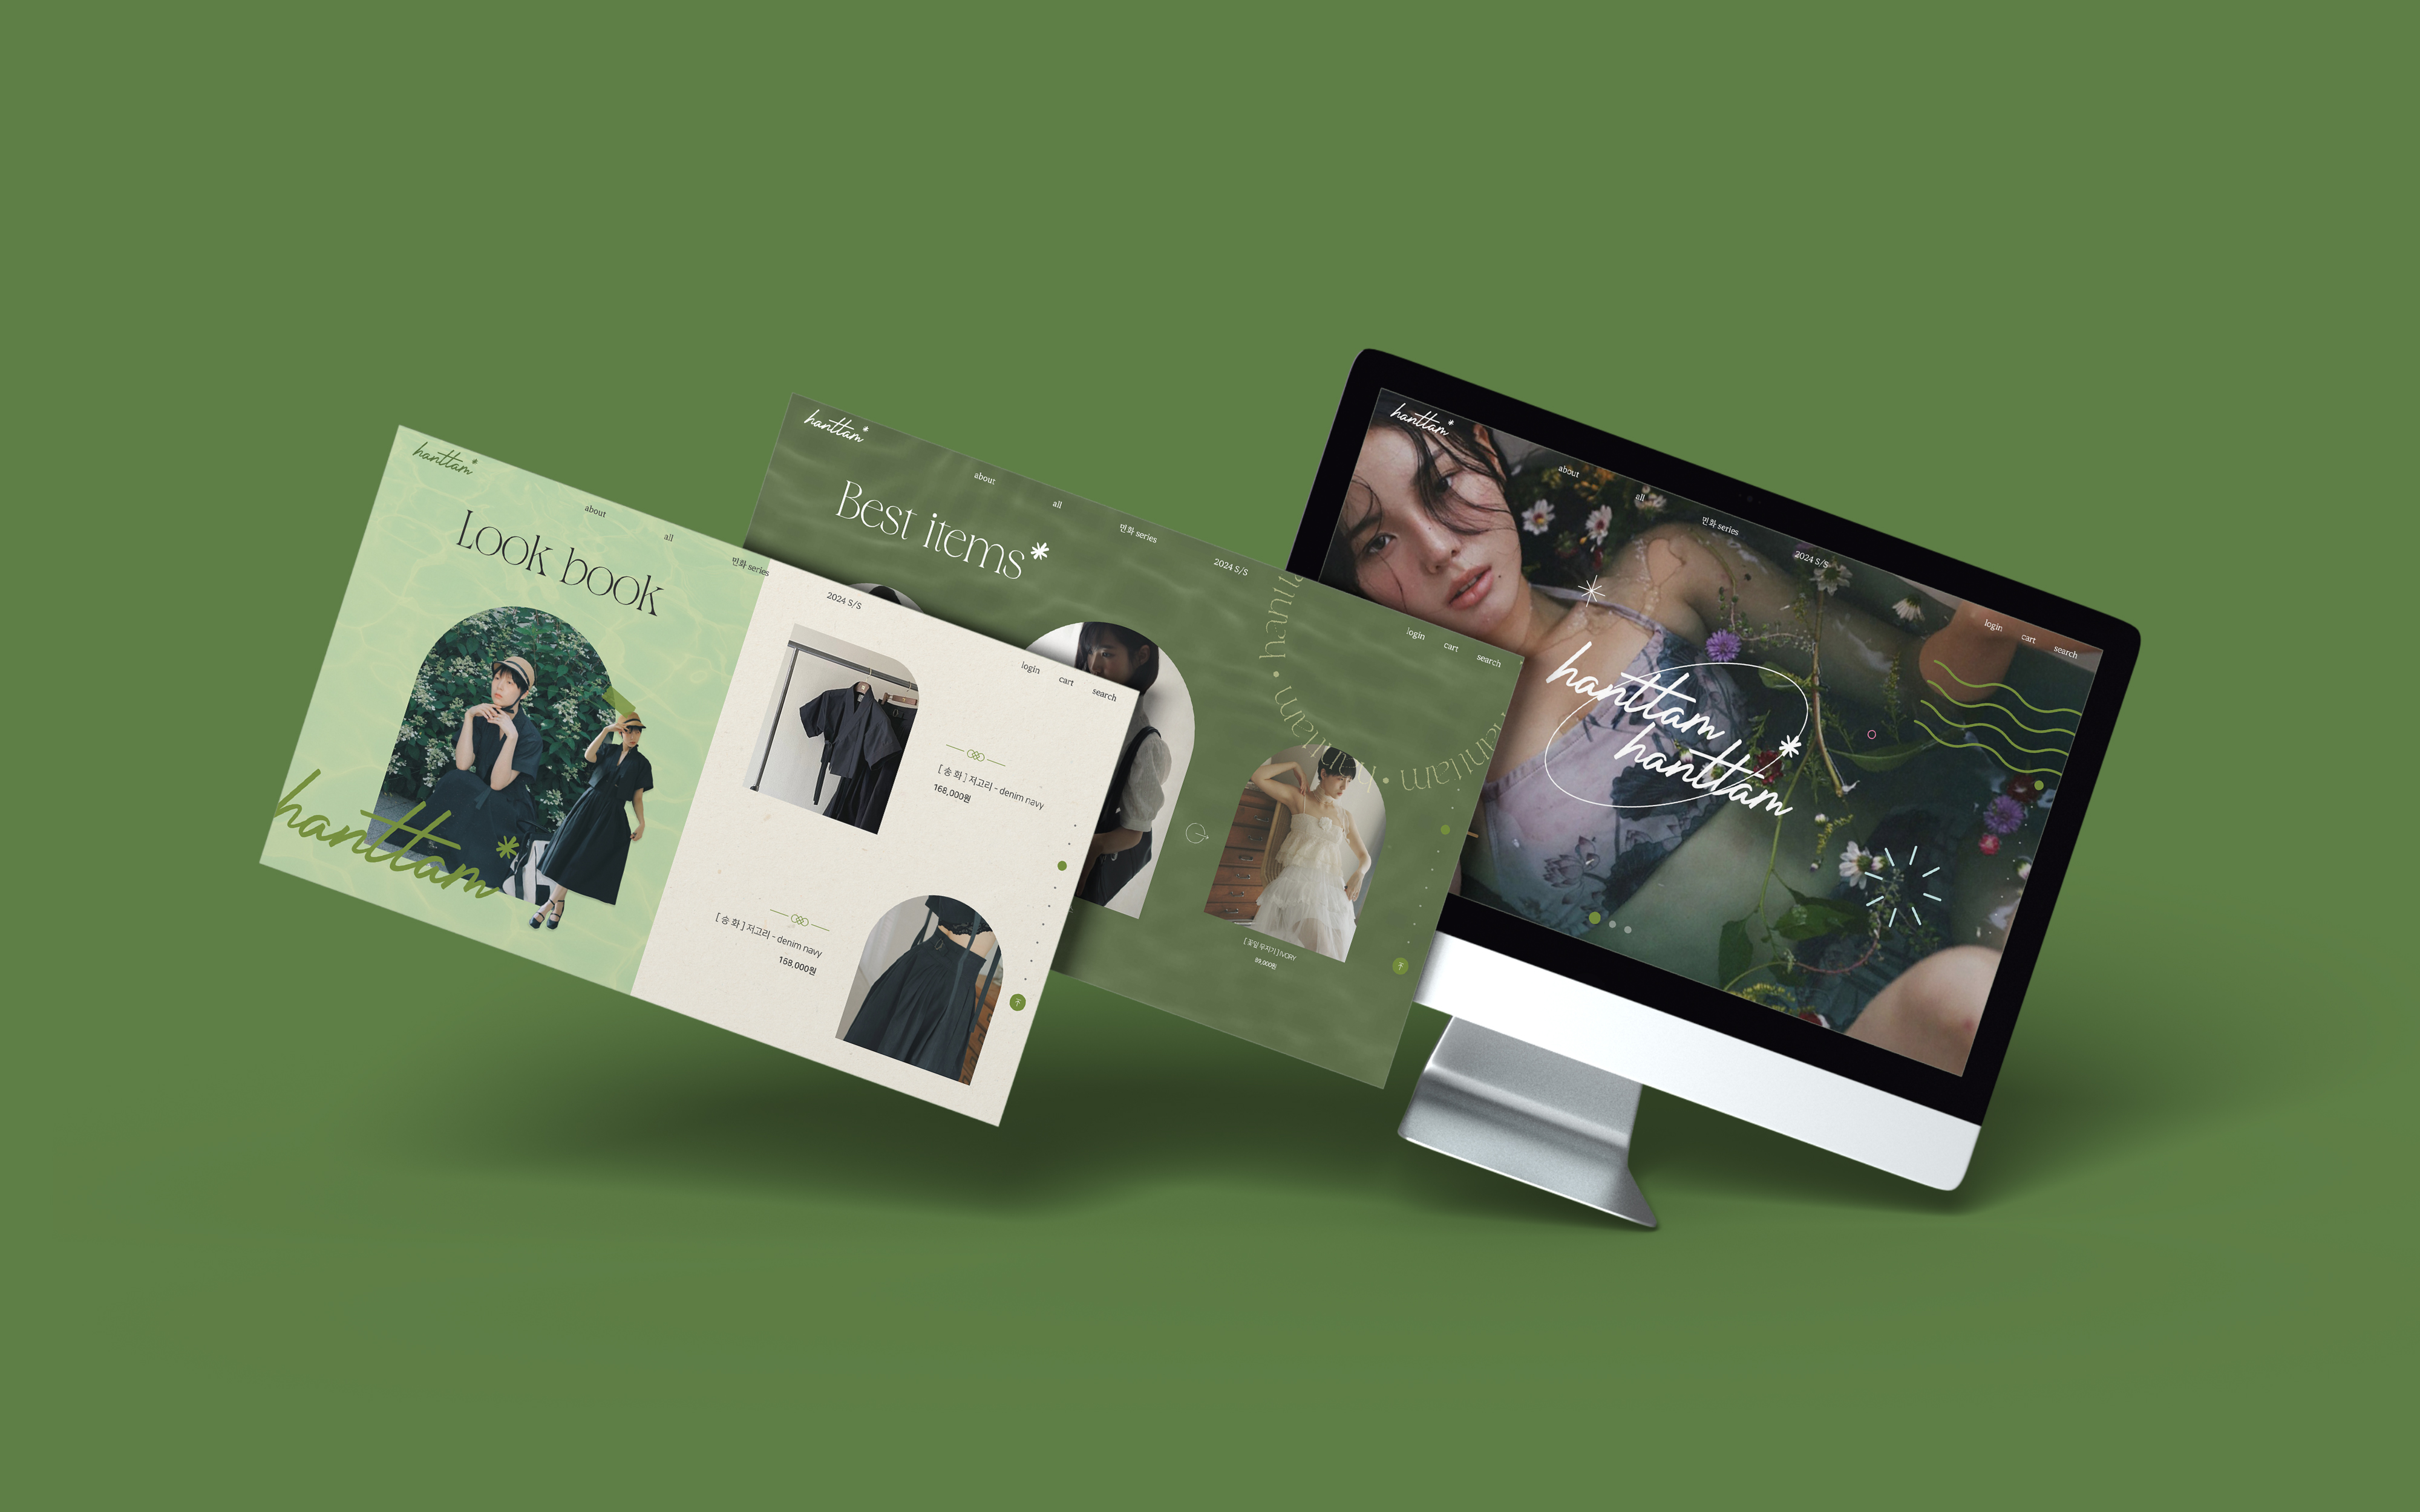 hanttam*
about
all
민화 series
2024 S/S
login
cart
search
Look book
hanttam*
[ 송화 ] 저고리 - denim navy
168,000원
[ 송화 ] 저고리 - denim navy
168,000원
hanttam*
about
all
민화 series
2024 S/S
login
cart
search
Best items*
hanttam • hanttam • hanttam
[ 꽃잎 무지기 ] IVORY
99,000원
hanttam*
about
all
민화 series
2024 S/S
login
cart
search
hanttam
hanttam*